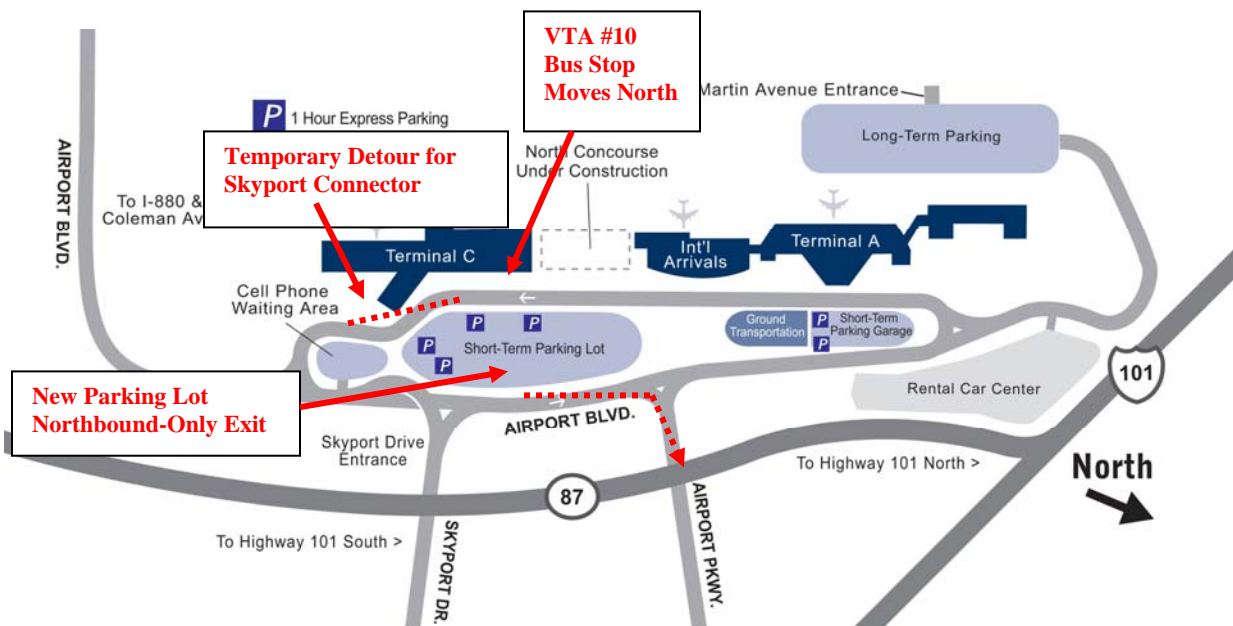 VTA #10
Bus Stop
Moves North
Martin Avenue Entrance
P 1 Hour Express Parking
Long-Term Parking
AIRPORT BLVD.
Temporary Detour for
Skyport Connector
North Concourse
Under Construction
To I-880 &
Coleman Av
Terminal C
Int'l
Arrivals
Terminal A
Cell Phone
Waiting Area
P P
P
P
Short-Term Parking Lot
Ground
Transportation
P
P
Short-Term
Parking Garage
Rental Car Center
101
New Parking Lot
Northbound-Only Exit
AIRPORT BLVD.
Skyport Drive
Entrance
To Highway 101 North >
North
87
To Highway 101 South >
SKYPORT DR.
AIRPORT PKWY.